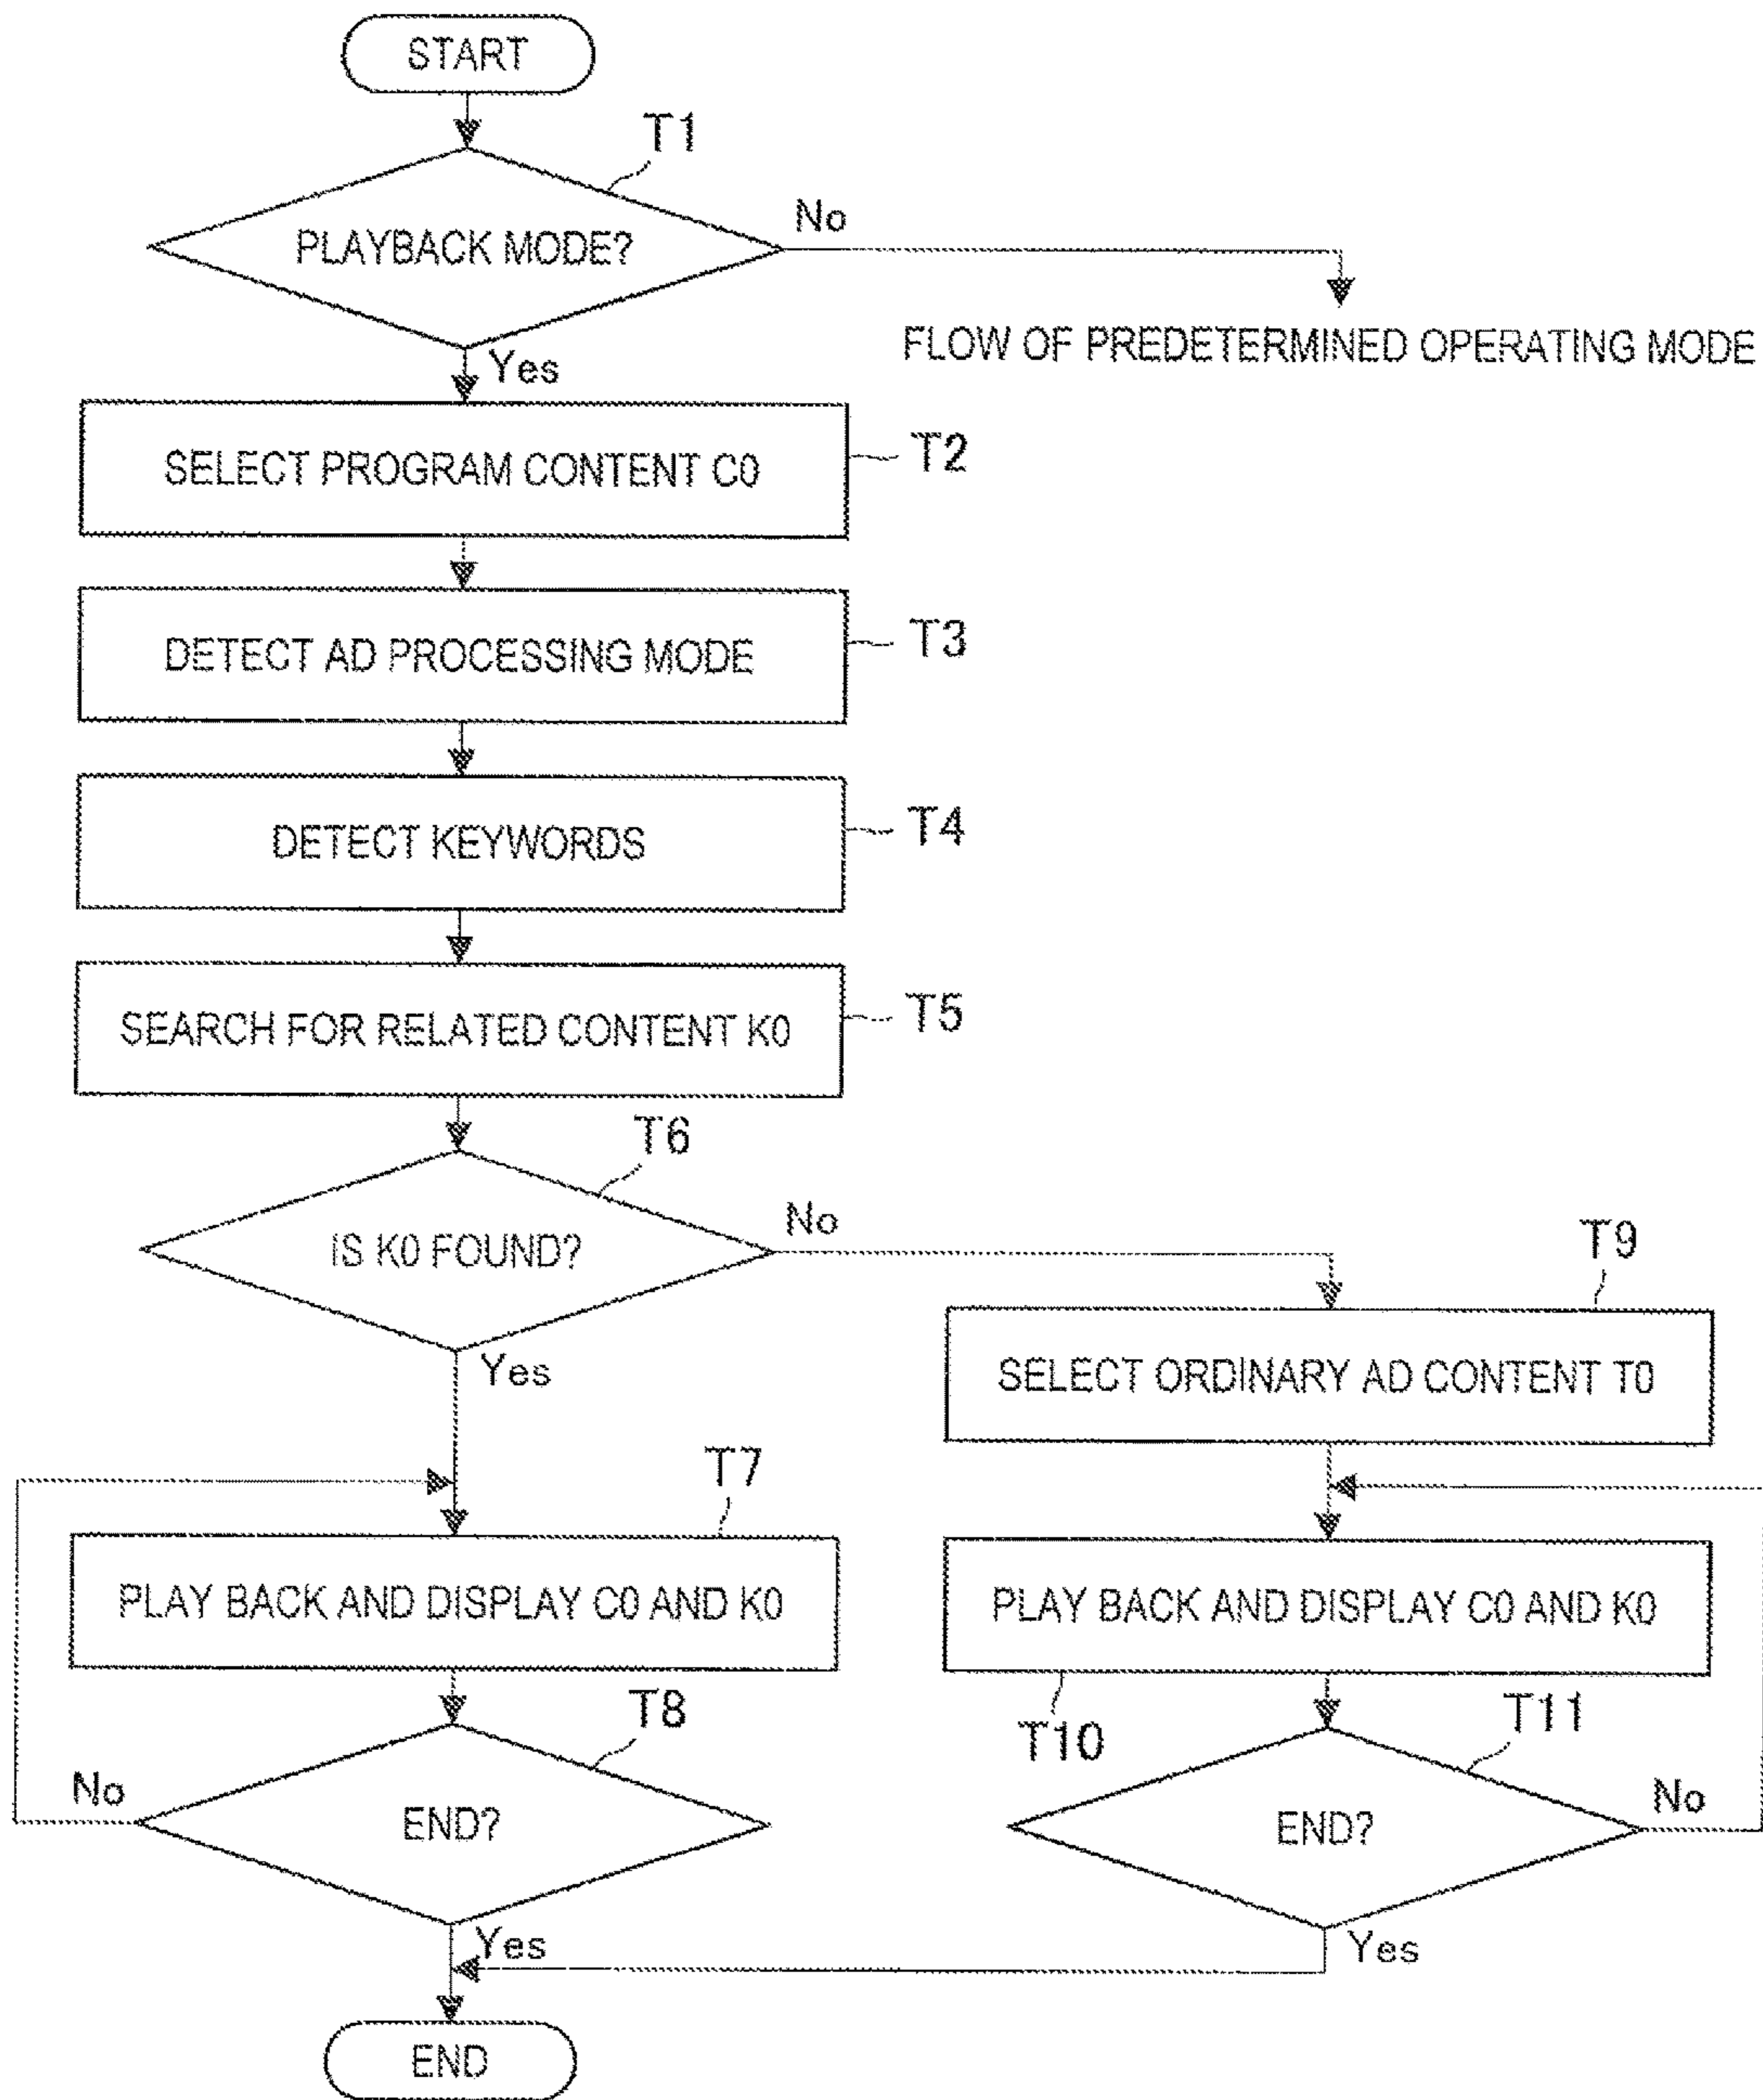 START
T1
PLAYBACK MODE?
No
FLOW OF PREDETERMINED OPERATING MODE
Yes
SELECT PROGRAM CONTENT C0
T2
DETECT AD PROCESSING MODE
T3
DETECT KEYWORDS
T4
SEARCH FOR RELATED CONTENT K0
T5
T6
IS K0 FOUND?
No
Yes
T9
SELECT ORDINARY AD CONTENT T0
T7
PLAY BACK AND DISPLAY C0 AND K0
PLAY BACK AND DISPLAY C0 AND K0
T8
T10
T11
No
END?
END?
No
Yes
Yes
END